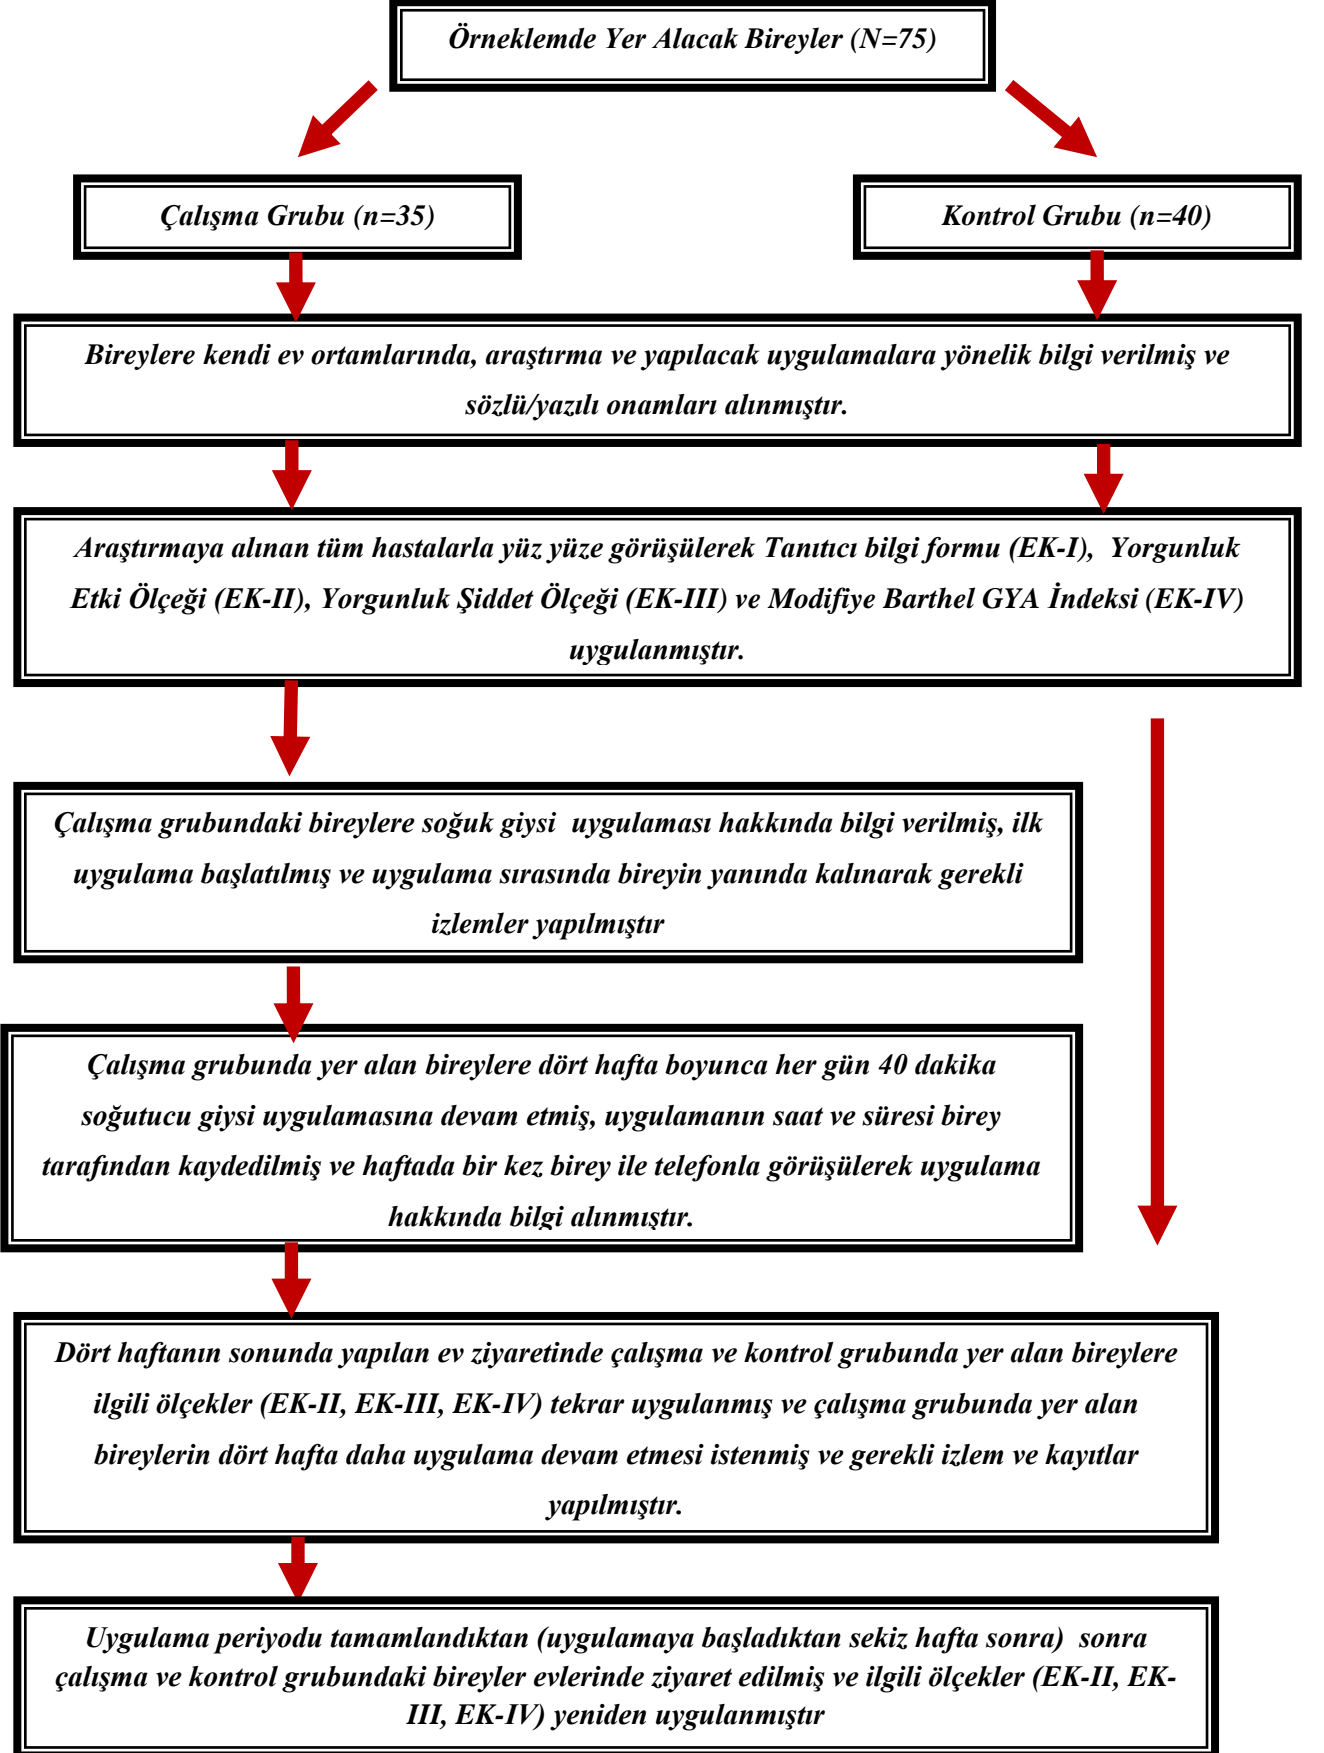 Örneklemde Yer Alacak Bireyler (N=75)
Çalışma Grubu (n=35)
Kontrol Grubu (n=40)
Bireylere kendi ev ortamlarında, araştırma ve yapılacak uygulamalara yönelik bilgi verilmiş ve
sözlü/yazılı onamları alınmıştır.
Araştırmaya alınan tüm hastalarla yüz yüze görüşülerek Tanıtıcı bilgi formu (EK-I),  Yorgunluk
Etki Ölçeği (EK-II), Yorgunluk Şiddet Ölçeği (EK-III) ve Modifiye Barthel GYA İndeksi (EK-IV)
uygulanmıştır.
Çalışma grubundaki bireylere soğuk giysi  uygulaması hakkında bilgi verilmiş, ilk
uygulama başlatılmış ve uygulama sırasında bireyin yanında kalınarak gerekli
izlemler yapılmıştır
Çalışma grubunda yer alan bireylere dört hafta boyunca her gün 40 dakika
soğutucu giysi uygulamasına devam etmiş, uygulamanın saat ve süresi birey
tarafından kaydedilmiş ve haftada bir kez birey ile telefonla görüşülerek uygulama
hakkında bilgi alınmıştır.
Dört haftanın sonunda yapılan ev ziyaretinde çalışma ve kontrol grubunda yer alan bireylere
ilgili ölçekler (EK-II, EK-III, EK-IV) tekrar uygulanmış ve çalışma grubunda yer alan
bireylerin dört hafta daha uygulama devam etmesi istenmiş ve gerekli izlem ve kayıtlar
yapılmıştır.
Uygulama periyodu tamamlandıktan (uygulamaya başladıktan sekiz hafta sonra)  sonra
çalışma ve kontrol grubundaki bireyler evlerinde ziyaret edilmiş ve ilgili ölçekler (EK-II, EK-
III, EK-IV) yeniden uygulanmıştır